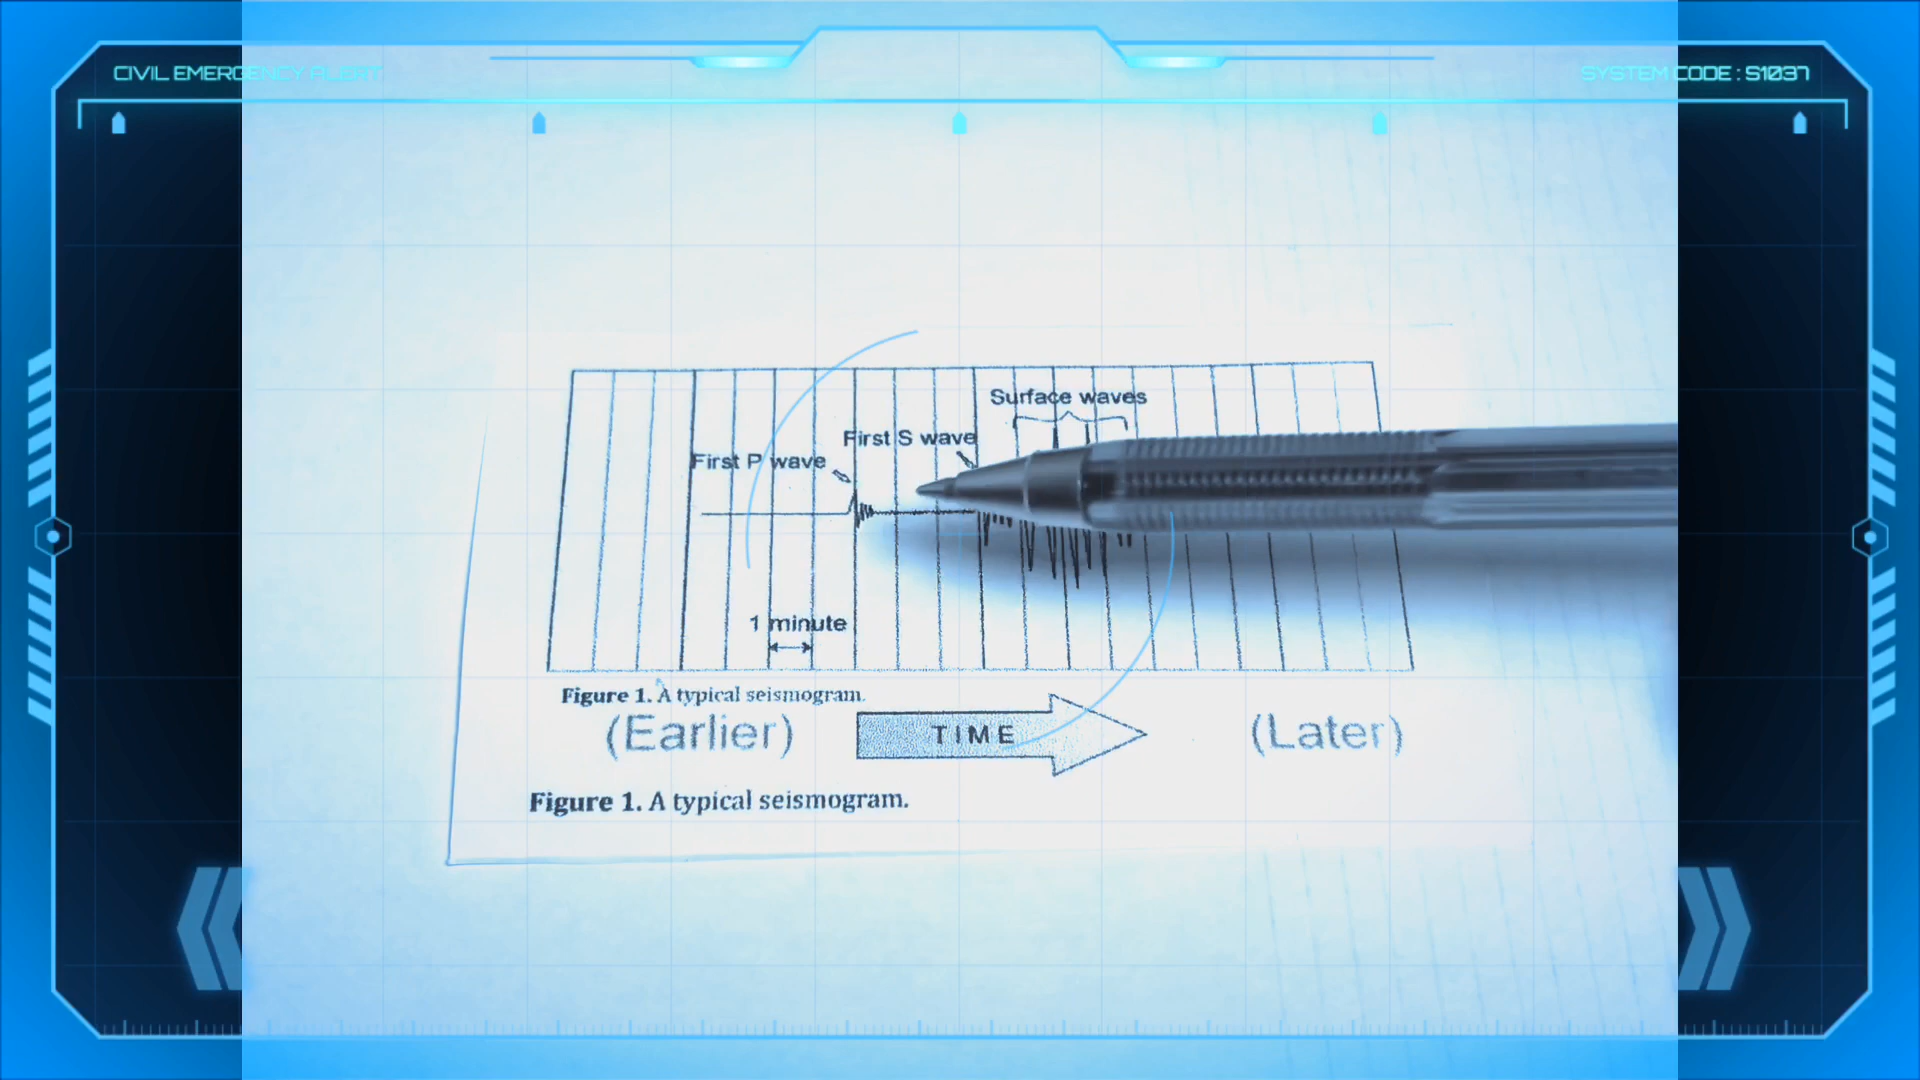 CIVIL EMERGENCY ALERT
SYSTEM CODE : S1037
Surface waves
First S wave
First P wave
1 minute
Figure 1. A typical seismogram.
(Earlier) TIME (Later)
Figure 1. A typical seismogram.